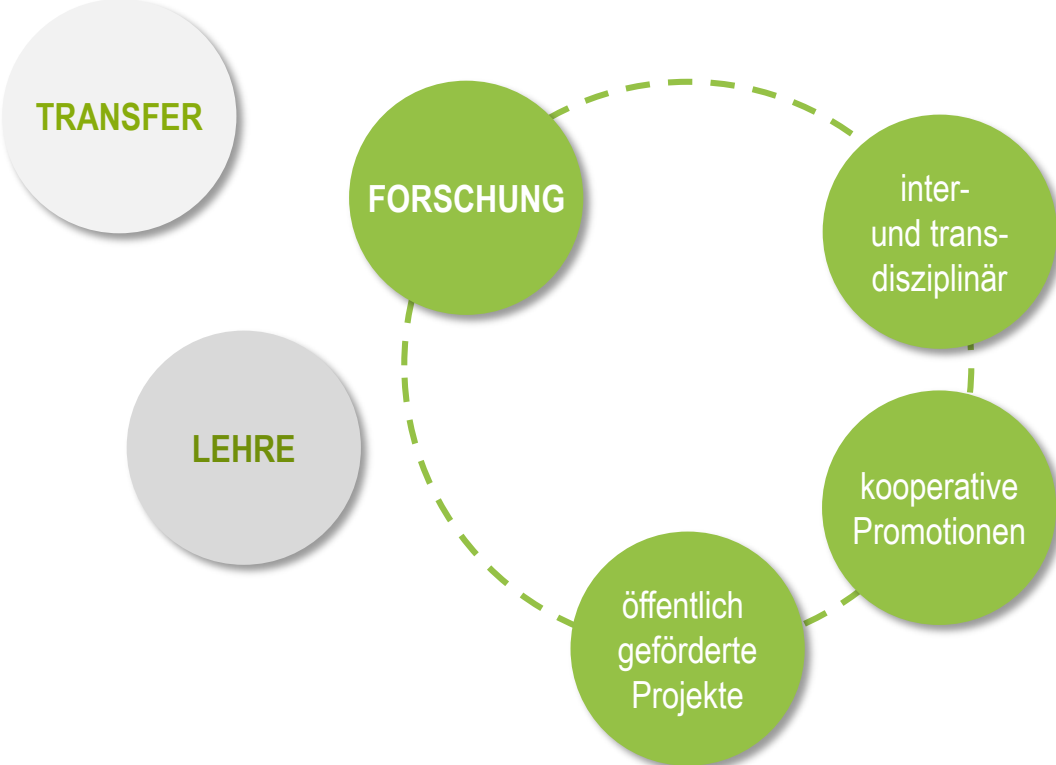 TRANSFER
FORSCHUNG
inter-
und trans-
disziplinär
LEHRE
kooperative
Promotionen
öffentlich
geförderte
Projekte